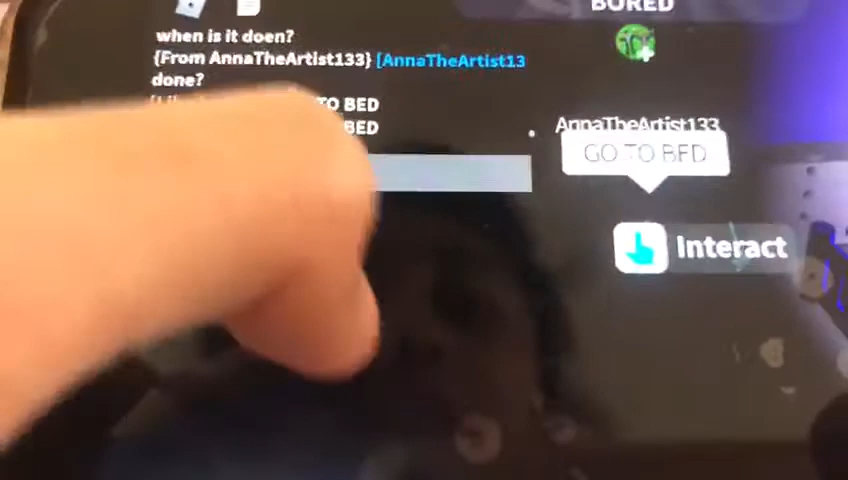 BORED
when is it doen?
{From AnnaTheArtist133} [AnnaTheArtist13
done?
TO BED
BED
AnnaTheArtist133
GO TO BED
Interact